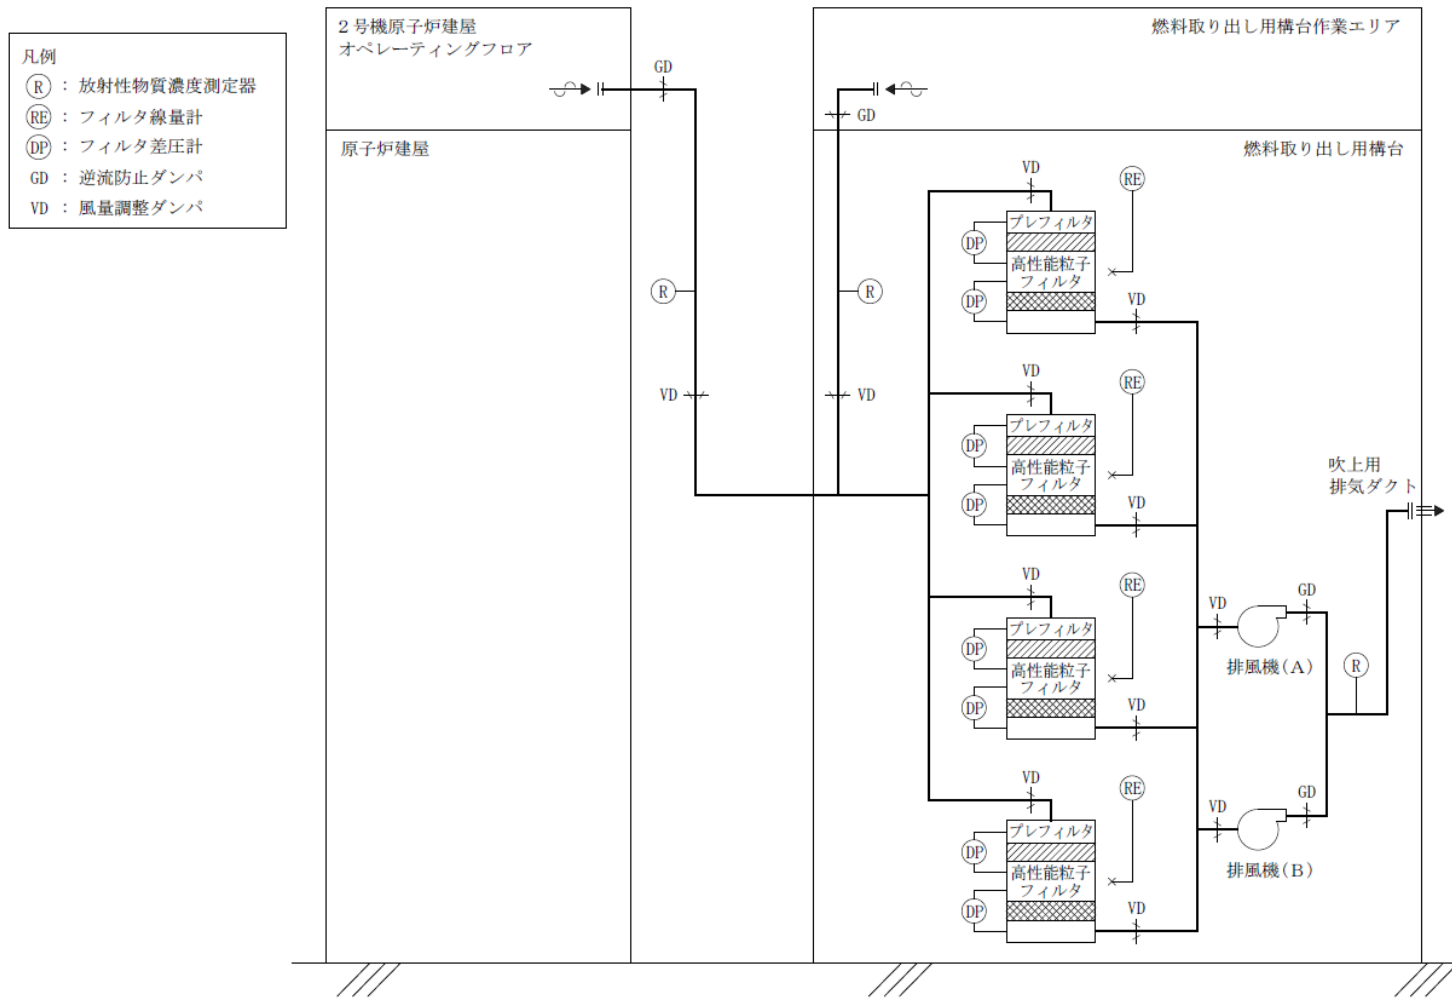 凡例
R : 放射性物質濃度測定器
RE : フィルタ線量計
DP : フィルタ差圧計
GD : 逆流防止ダンパ
VD : 風量調整ダンパ
2号機原子炉建屋
オペレーティングフロア
原子炉建屋
燃料取り出し用構台作業エリア
燃料取り出し用構台
GD
GD
R
R
VD
VD
VD
RE
プレフィルタ
DP
高性能粒子
フィルタ
DP
VD
VD
RE
プレフィルタ
DP
高性能粒子
フィルタ
DP
VD
VD
RE
プレフィルタ
DP
高性能粒子
フィルタ
DP
VD
VD
RE
プレフィルタ
DP
高性能粒子
フィルタ
DP
VD
VD
GD
排風機(A)
VD
GD
排風機(B)
R
吹上用
排気ダクト